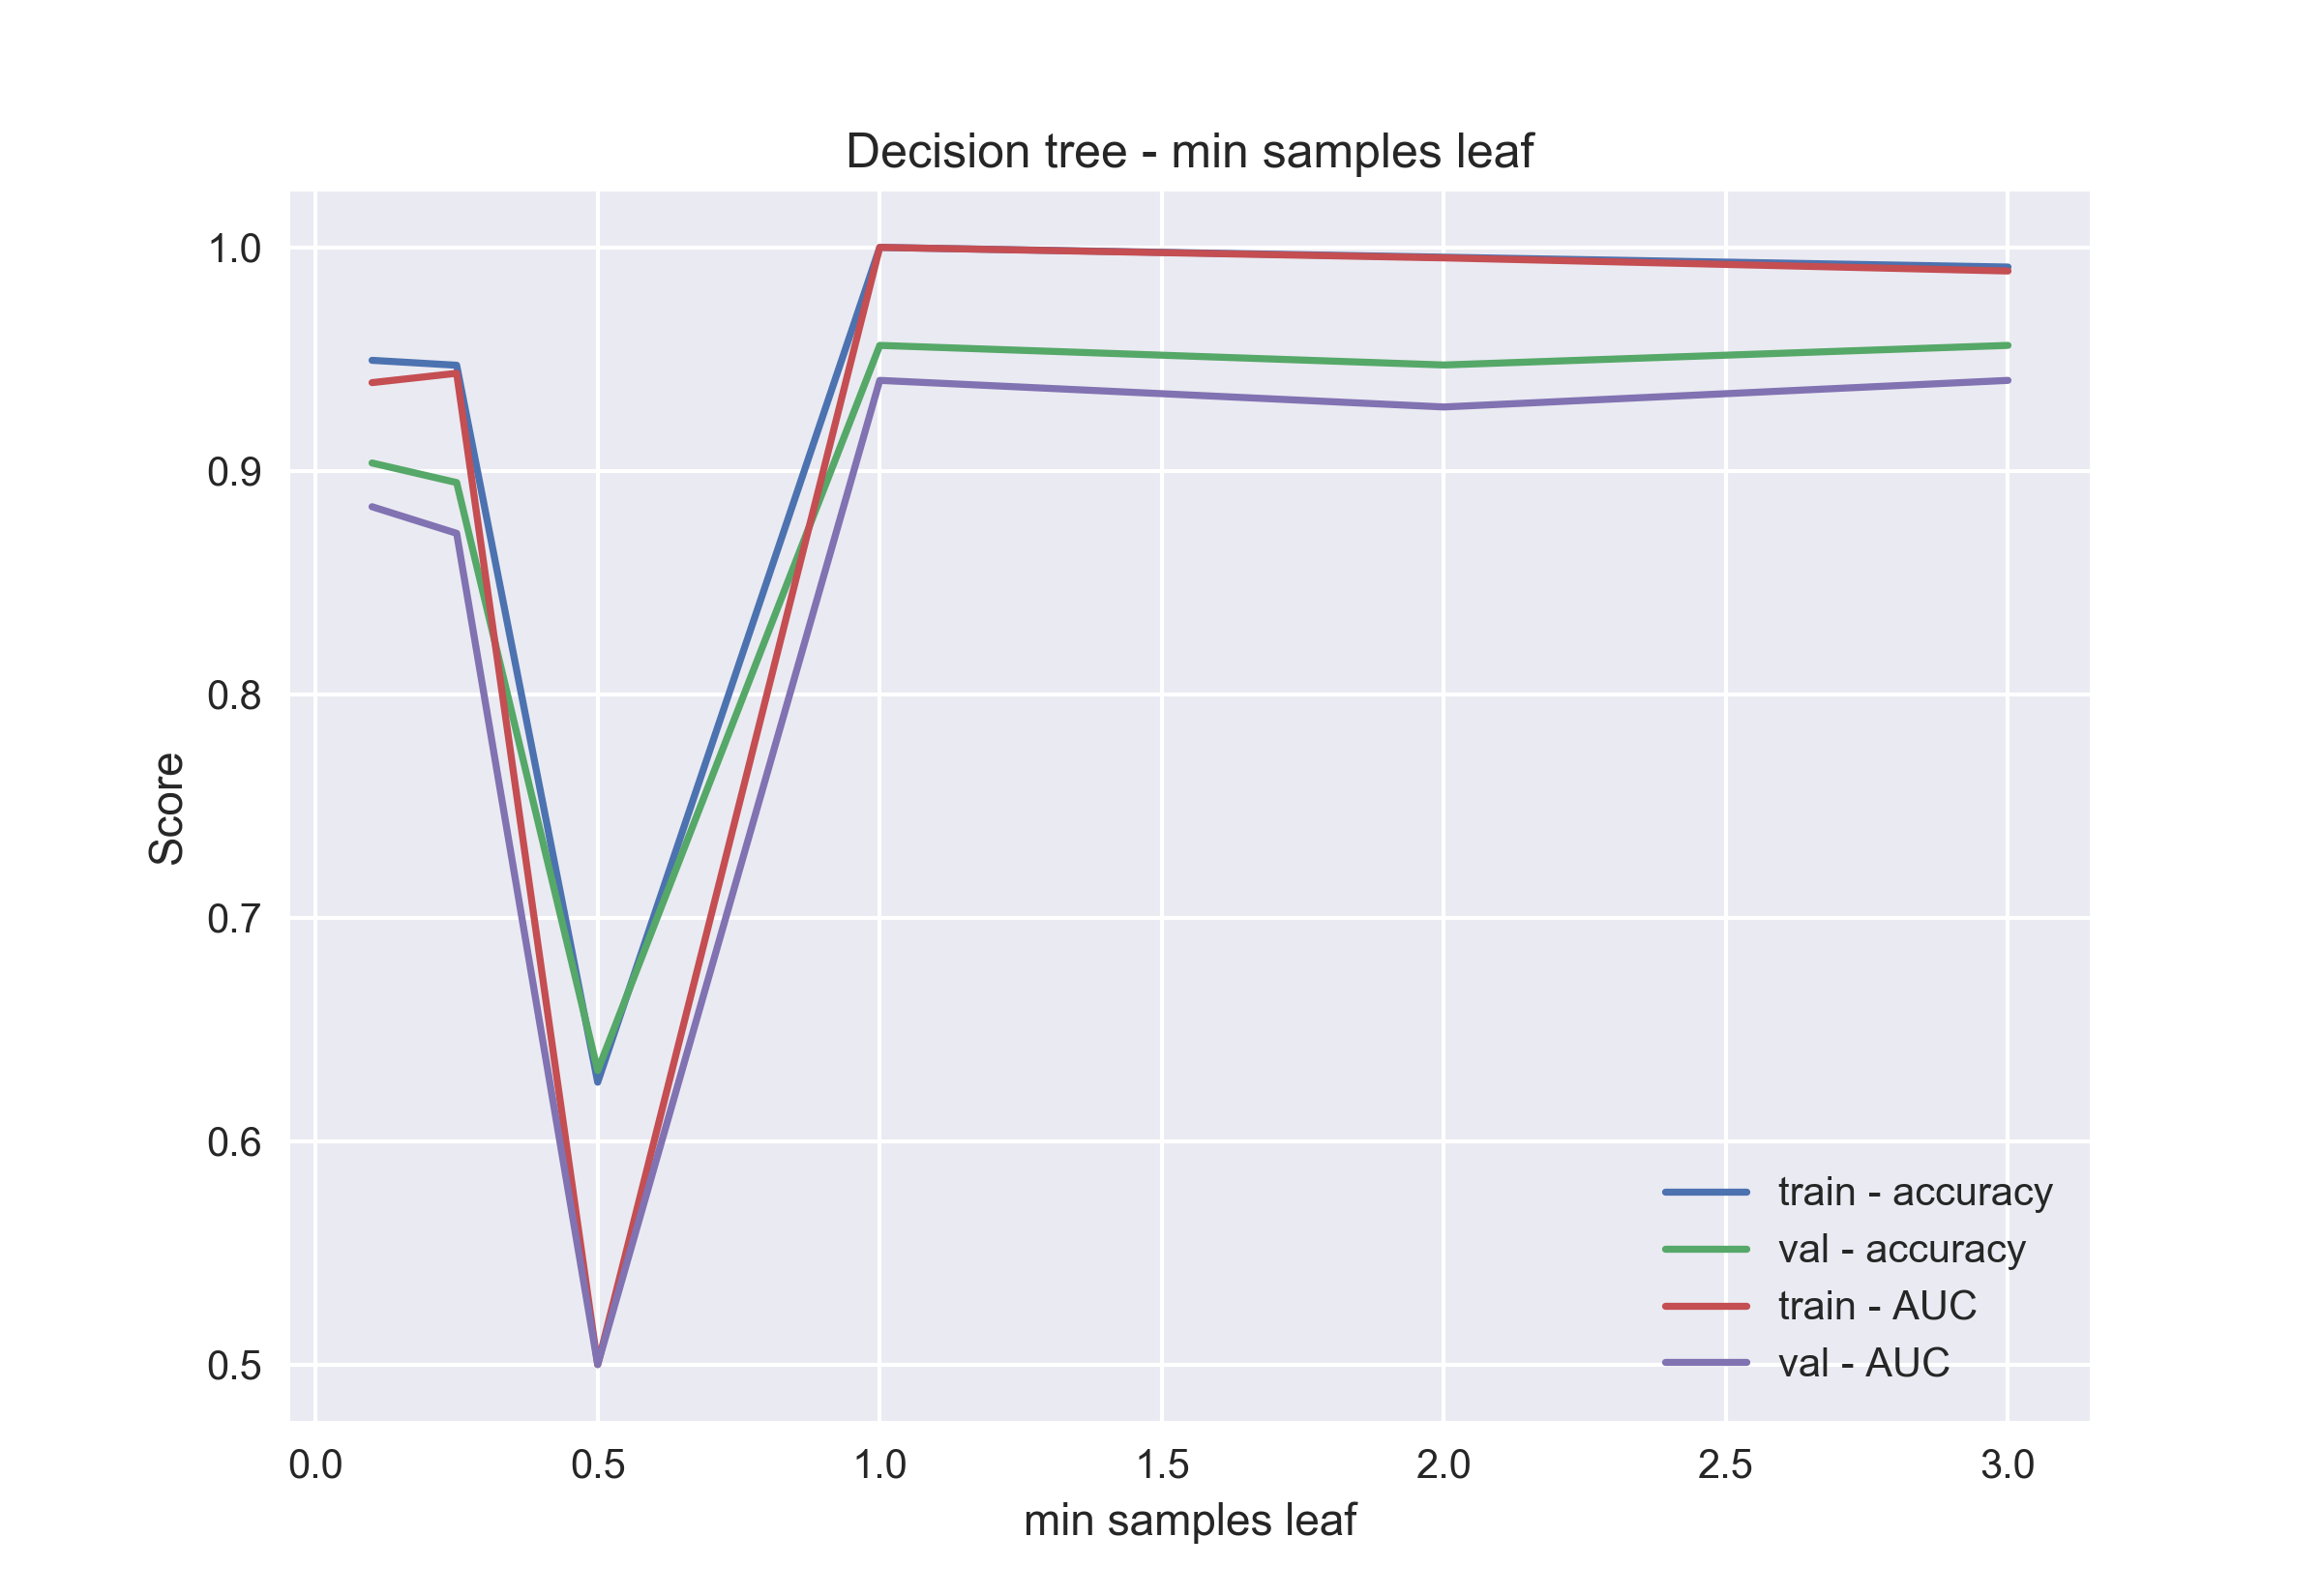 Decision tree - min samples leaf
1.0
0.9
0.8
0.7
0.6
0.5
Score
train - accuracy
val - accuracy
train - AUC
val - AUC
0.0 0.5 1.0 1.5 2.0 2.5 3.0
min samples leaf